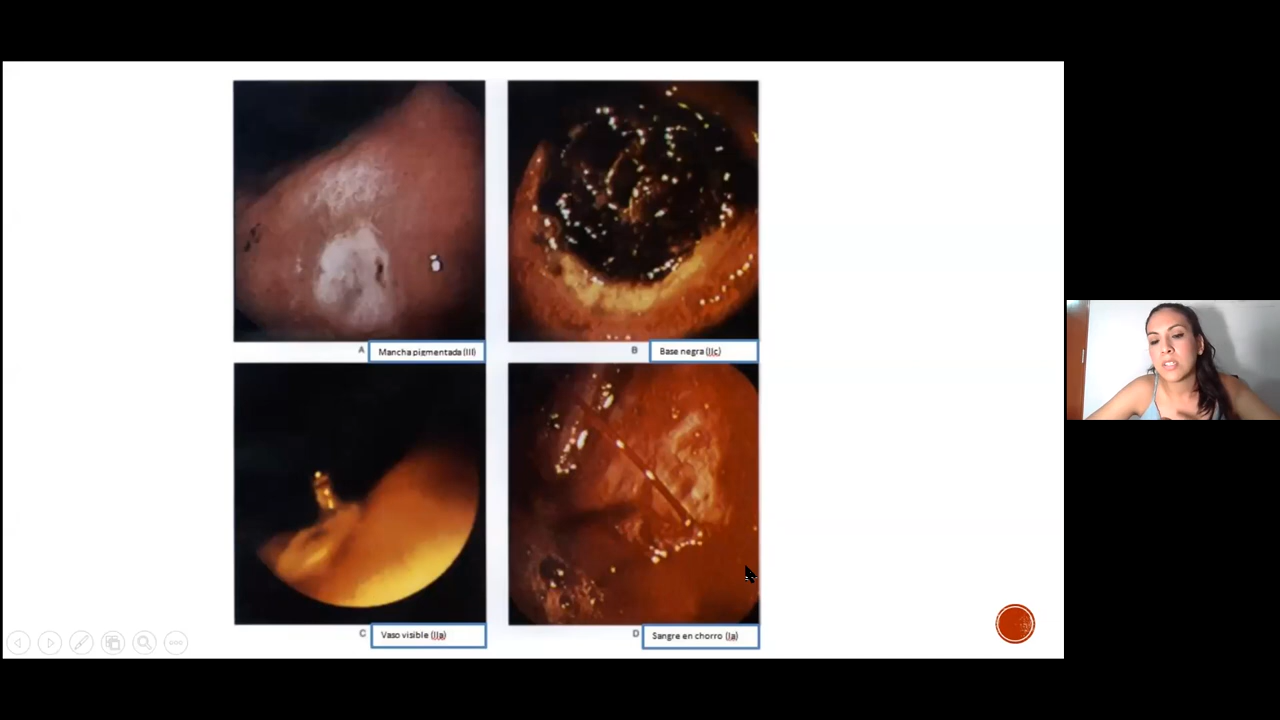 A
Mancha pigmentada (III)
B
Base negra (IIc)
C
Vaso visible (IIa)
D
Sangre en chorro (Ia)